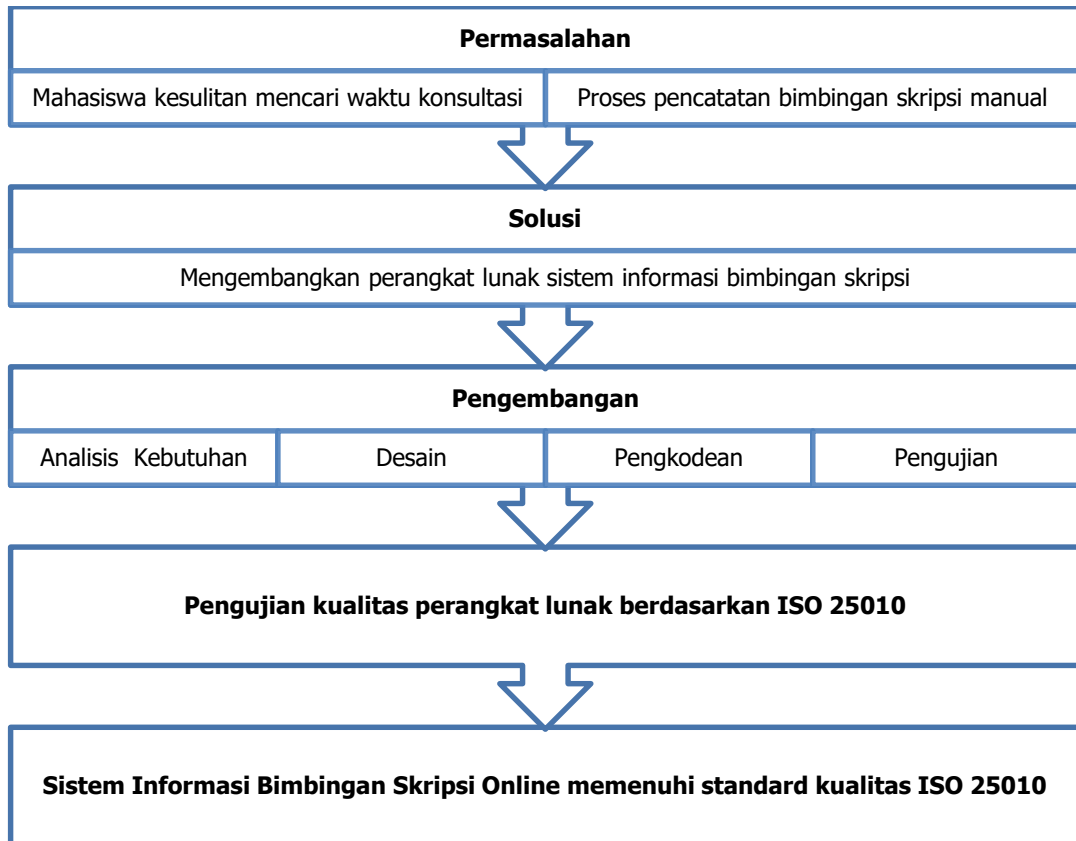 Permasalahan
Mahasiswa kesulitan mencari waktu konsultasi
Proses pencatatan bimbingan skripsi manual
Solusi
Mengembangkan perangkat lunak sistem informasi bimbingan skripsi
Pengembangan
Analisis Kebutuhan
Desain
Pengkodean
Pengujian
Pengujian kualitas perangkat lunak berdasarkan ISO 25010
Sistem Informasi Bimbingan Skripsi Online memenuhi standard kualitas ISO 25010